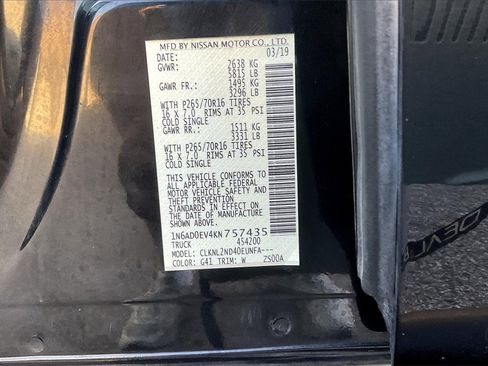 MFD BY NISSAN MOTOR CO., LTD.
DATE: 03/19
GVWR: 2638 KG
5815 LB
GAWR FR.: 1495 KG
3296 LB
WITH P265/70R16 TIRES
16 X 7.0 RIMS AT 35 PSI
COLD SINGLE
GAWR RR.: 1511 KG
3331 LB
WITH P265/70R16 TIRES
16 X 7.0 RIMS AT 35 PSI
COLD SINGLE
THIS VEHICLE CONFORMS TO
ALL APPLICABLE FEDERAL
MOTOR VEHICLE SAFETY AND
THEFT PREVENTION
STANDARDS IN EFFECT ON
THE DATE OF MANUFACTURE
SHOWN ABOVE.
1N6AD0EV4KN757435
TRUCK 454200
MODEL: CLKNL2ND40EUNFA---
COLOR: G41 TRIM: W ZS00A